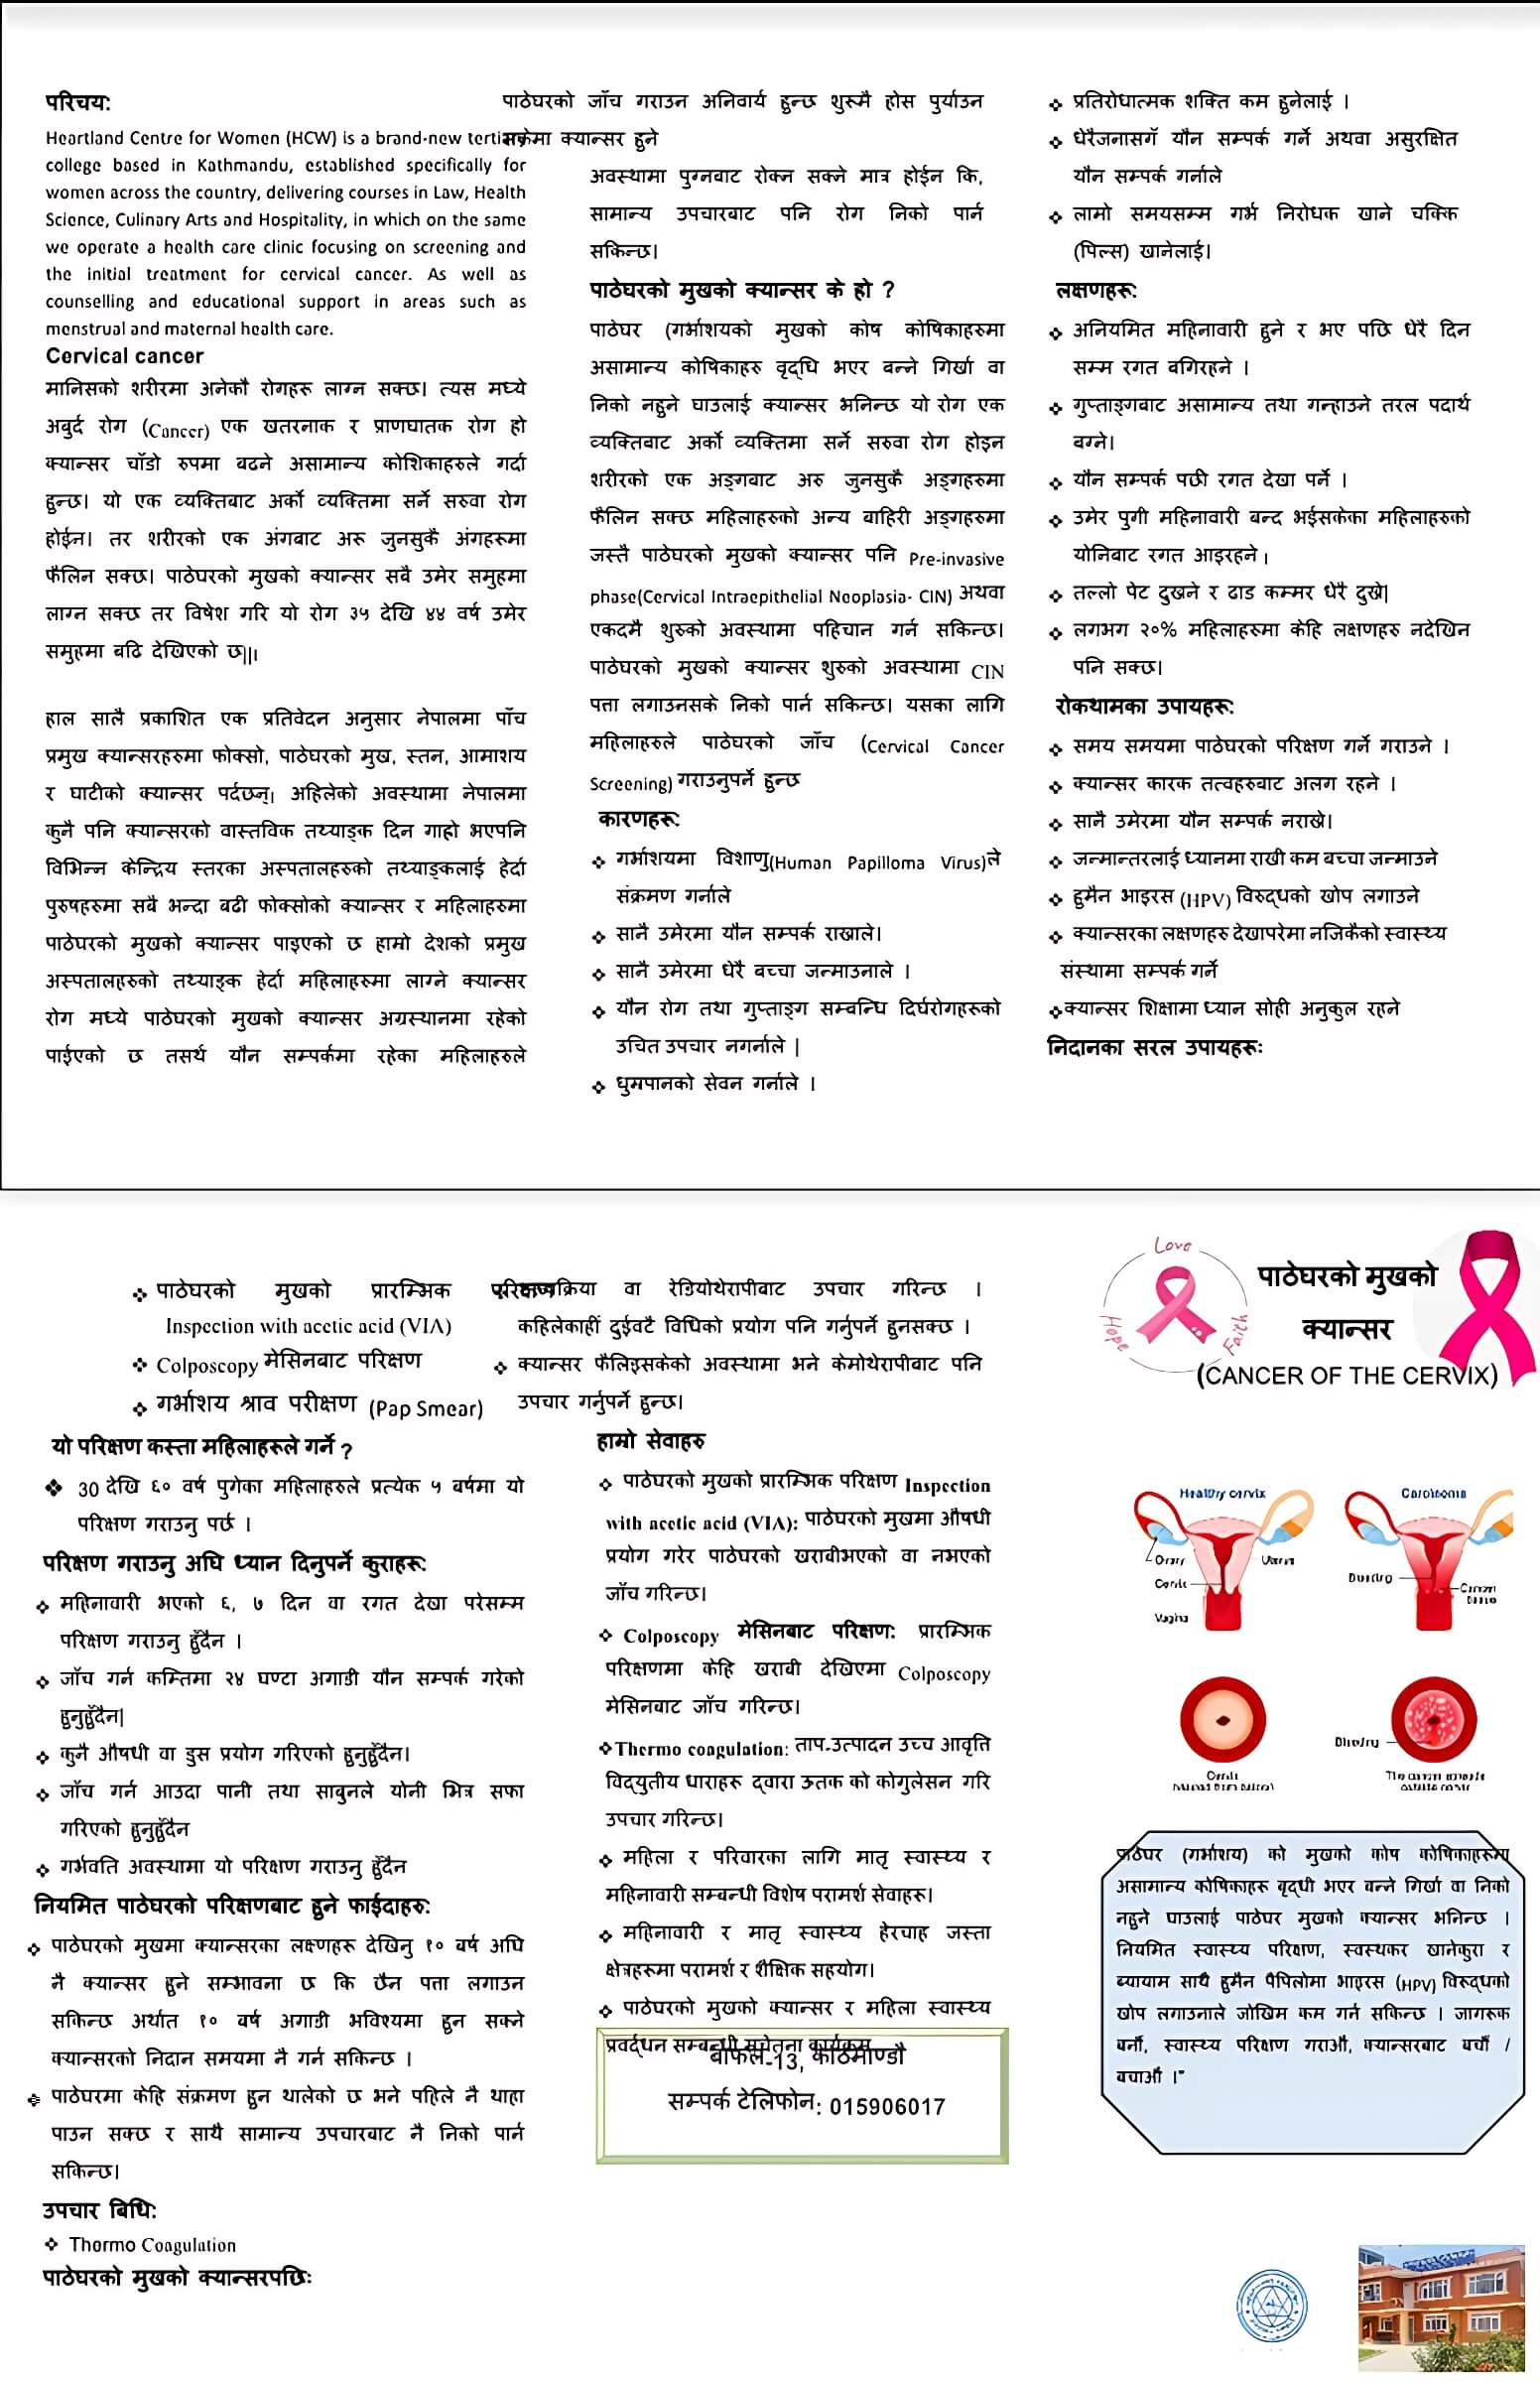 परिचय:
Heartland Centre for Women (HCW) is a brand-new tertiary
college based in Kathmandu, established specifically for
women across the country, delivering courses in Law, Health
Science, Culinary Arts and Hospitality, in which on the same
we operate a health care clinic focusing on screening and
the initial treatment for cervical cancer. As well as
counselling and educational support in areas such as
menstrual and maternal health care.
Cervical cancer
मानिसको शरीरमा अनेकौ रोगहरू लाग्न सक्छ। त्यस मध्ये
अबुर्द रोग (Cancer) एक खतरनाक र प्राणघातक रोग हो
क्यान्सर चाँडो रुपमा बढने असामान्य कोशिकाहरुले गर्दा
हुन्छ। यो एक व्यक्तिबाट अर्को व्यक्तिमा सर्ने सरुवा रोग
होईन। तर शरीरको एक अंगबाट अरू जुनसुकै अंगहरूमा
फैलिन सक्छ। पाठेघरको मुखको क्यान्सर सबै उमेर समुहमा
लाग्न सक्छ तर विषेश गरि यो रोग ३५ देखि ४४ वर्ष उमेर
समुहमा बढि देखिएको छ||।
हाल सालै प्रकाशित एक प्रतिवेदन अनुसार नेपालमा पाँच
प्रमुख क्यान्सरहरुमा फोक्सो, पाठेघरको मुख, स्तन, आमाशय
र घाटीको क्यान्सर पर्दछन्। अहिलेको अवस्थामा नेपालमा
कुनै पनि क्यान्सरको वास्तविक तथ्याङ्क दिन गाह्रो भएपनि
विभिन्न केन्द्रिय स्तरका अस्पतालहरुको तथ्याङ्कलाई हेर्दा
पुरुषहरुमा सबै भन्दा बढी फोक्सोको क्यान्सर र महिलाहरुमा
पाठेघरको मुखको क्यान्सर पाइएको छ हाम्रो देशको प्रमुख
अस्पतालहरुको तथ्याङ्क हेर्दा महिलाहरुमा लाग्ने क्यान्सर
रोग मध्ये पाठेघरको मुखको क्यान्सर अग्रस्थानमा रहेको
पाईएको छ तसर्थ यौन सम्पर्कमा रहेका महिलाहरुले
पाठेघरको जाँच गराउन अनिवार्य हुन्छ शुरूमै होस पुर्याउन
सकेमा क्यान्सर हुने
अवस्थामा पुग्नबाट रोक्न सक्ने मात्र होईन कि,
सामान्य उपचारबाट पनि रोग निको पार्न
सकिन्छ।
पाठेघरको मुखको क्यान्सर के हो ?
पाठेघर (गर्भाशयको मुखको कोष कोषिकाहरुमा
असामान्य कोषिकाहरु वृद्घि भएर बन्ने गिर्खा वा
निको नहुने घाउलाई क्यान्सर भनिन्छ यो रोग एक
व्यक्तिबाट अर्को व्यक्तिमा सर्ने सरुवा रोग होइन
शरीरको एक अङ्गबाट अरु जुनसुकै अङ्गहरुमा
फैलिन सक्छ महिलाहरुको अन्य बाहिरी अङ्गहरुमा
जस्तै पाठेघरको मुखको क्यान्सर पनि Pre-invasive
phase(Cervical Intraepithelial Neoplasia- CIN) अथवा
एकदमै शुरुको अवस्थामा पहिचान गर्न सकिन्छ।
पाठेघरको मुखको क्यान्सर शुरुको अवस्थामा CIN
पत्ता लगाउनसके निको पार्न सकिन्छ। यसका लागि
महिलाहरुले पाठेघरको जाँच (Cervical Cancer
Screening) गराउनुपर्ने हुन्छ
कारणहरू:
❖ गर्भाशयमा विशाणु(Human Papilloma Virus)ले
संक्रमण गर्नाले
❖ सानै उमेरमा यौन सम्पर्क राखाले।
❖ सानै उमेरमा धेरै बच्चा जन्माउनाले ।
❖ यौन रोग तथा गुप्ताङ्ग सम्बन्धि दिर्घरोगहरूको
उचित उपचार नगर्नाले |
❖ धुम्रपानको सेवन गर्नाले ।
❖ प्रतिरोधात्मक शक्ति कम हुनेलाई ।
❖ धेरैजनासगँ यौन सम्पर्क गर्ने अथवा असुरक्षित
यौन सम्पर्क गर्नाले
❖ लामो समयसम्म गर्भ निरोधक खाने चक्कि
(पिल्स) खानेलाई।
लक्षणहरू:
❖ अनियमित महिनावारी हुने र भए पछि धेरै दिन
सम्म रगत बगिरहने ।
❖ गुप्ताङ्गबाट असामान्य तथा गन्हाउने तरल पदार्थ
बग्ने।
❖ यौन सम्पर्क पछी रगत देखा पर्ने ।
❖ उमेर पुगी महिनावारी बन्द भईसकेका महिलाहरुको
योनिबाट रगत आइरहने ।
❖ तल्लो पेट दुखने र ढाड कम्मर धेरै दुखे|
❖ लगभग २०% महिलाहरुमा केहि लक्षणहरु नदेखिन
पनि सक्छ।
रोकथामका उपायहरू:
❖ समय समयमा पाठेघरको परिक्षण गर्ने गराउने ।
❖ क्यान्सर कारक तत्वहरुबाट अलग रहने ।
❖ सानै उमेरमा यौन सम्पर्क नराखे।
❖ जन्मान्तरलाई ध्यानमा राखी कम बच्चा जन्माउने
❖ हुमैन भाइरस (HPV) विरुद्धको खोप लगाउने
❖ क्यान्सरका लक्षणहरु देखापरेमा नजिकैको स्वास्थ्य
संस्थामा सम्पर्क गर्ने
❖क्यान्सर शिक्षामा ध्यान सोही अनुकुल रहने
निदानका सरल उपायहरू:
❖ पाठेघरको मुखको प्रारम्भिक परिक्षण
Inspection with acetic acid (VIA)
❖ Colposcopy मेसिनबाट परिक्षण
❖ गर्भाशय श्राव परीक्षण (Pap Smear)
यो परिक्षण कस्ता महिलाहरूले गर्ने ?
❖ 30 देखि ६० वर्ष पुगेका महिलाहरुले प्रत्येक ५ बर्षमा यो
परिक्षण गराउनु पर्छ ।
परिक्षण गराउनु अघि ध्यान दिनुपर्ने कुराहरू:
❖ महिनावारी भएको ६, ७ दिन वा रगत देखा परेसम्म
परिक्षण गराउनु हुँदैन ।
❖ जाँच गर्न कम्तिमा २४ घण्टा अगाडी यौन सम्पर्क गरेको
हुनुहुँदैन|
❖ कुनै औषधी वा डुस प्रयोग गरिएको हुनुहुँदैन।
❖ जाँच गर्न आउदा पानी तथा साबुनले योनी भित्र सफा
गरिएको हुनुहुँदैन
❖ गर्भवति अवस्थामा यो परिक्षण गराउनु हुँदैन
नियमित पाठेघरको परिक्षणबाट हुने फाईदाहरु:
❖ पाठेघरको मुखमा क्यान्सरका लक्षणहरू देखिनु १० बर्ष अघि
नै क्यान्सर हुने सम्भावना छ कि छैन पत्ता लगाउन
सकिन्छ अर्थात १० बर्ष अगाडी भविश्यमा हुन सक्ने
क्यान्सरको निदान समयमा नै गर्न सकिन्छ ।
❖ पाठेघरमा केहि संक्रमण हुन थालेको छ भने पहिले नै थाहा
पाउन सक्छ र साथै सामान्य उपचारबाट नै निको पार्न
सकिन्छ।
उपचार बिधि:
❖ Thormo Coagulation
पाठेघरको मुखको क्यान्सरपछि:
वा रेडियोथेरापीबाट उपचार गरिन्छ ।
कहिलेकाहीं दुईवटै विधिको प्रयोग पनि गर्नुपर्ने हुनसक्छ ।
❖ क्यान्सर फैलिइसकेको अवस्थामा भने केमोथेरापीबाट पनि
उपचार गर्नुपर्ने हुन्छ।
हाम्रो सेवाहरु
❖ पाठेघरको मुखको प्रारम्भिक परिक्षण Inspection
with acetic acid (VIA): पाठेघरको मुखमा औषधी
प्रयोग गरेर पाठेघरको खराबीभएको वा नभएको
जाँच गरिन्छ।
❖ Colposcopy मेसिनबाट परिक्षण: प्रारम्भिक
परिक्षणमा केहि खराबी देखिएमा Colposcopy
मेसिनबाट जाँच गरिन्छ।
❖Thermo coagulation: ताप-उत्पादन उच्च आवृति
विद्युतीय धाराहरू द्वारा ऊतक को कोगुलेसन गरि
उपचार गरिन्छ।
❖ महिला र परिवारका लागि मातृ स्वास्थ्य र
महिनावारी सम्बन्धी विशेष परामर्श सेवाहरू।
❖ महिनावारी र मातृ स्वास्थ्य हेरचाह जस्ता
क्षेत्रहरूमा परामर्श र शैक्षिक सहयोग।
❖ पाठेघरको मुखको क्यान्सर र महिला स्वास्थ्य
प्रवर्द्धन सम्बन्धी सचेतना कार्यक्रम
बाफल-13, काठमाण्डौ
सम्पर्क टेलिफोन: 015906017
Love
Hope
Faith
पाठेघरको मुखको
क्यान्सर
(CANCER OF THE CERVIX)
Healthy cervix
Carcinoma
Ovary
Uterus
Cervix
Vagina
पाठेघर (गर्भाशय) को मुखको कोष कोषिकाहरूमा
असामान्य कोषिकाहरू बृद्धी भएर बन्ने गिर्खा वा निको
नहुने घाउलाई पाठेघर मुखको क्यान्सर भनिन्छ ।
नियमित स्वास्थ्य परिक्षण, स्वस्थकर खानेकुरा र
ब्यायाम साथै हुमैन पैपिलोमा भाइरस (HPV) विरूद्धको
खोप लगाउनाले जोखिम कम गर्न सकिन्छ । जागरूक
बनौं, स्वास्थ्य परिक्षण गराऔ, क्यान्सरबाट बचौं /
बचाऔ ।"